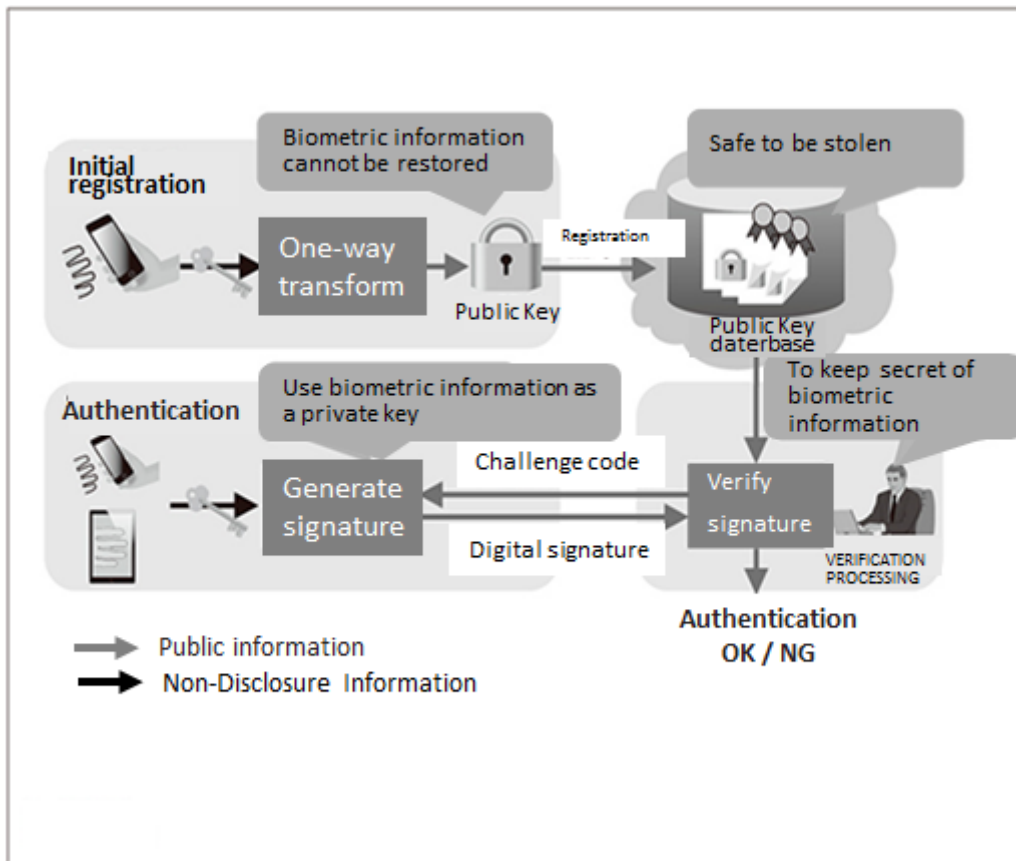 Biometric information
cannot be restored
Safe to be stolen
Initial
registration
One-way
transform
Registration
Public Key
Public Key
daterbase
Use biometric information as
a private key
To keep secret of
biometric
information
Authentication
Challenge code
Generate
signature
Verify
signature
Digital signature
VERIFICATION
PROCESSING
Authentication
OK / NG
Public information
Non-Disclosure Information